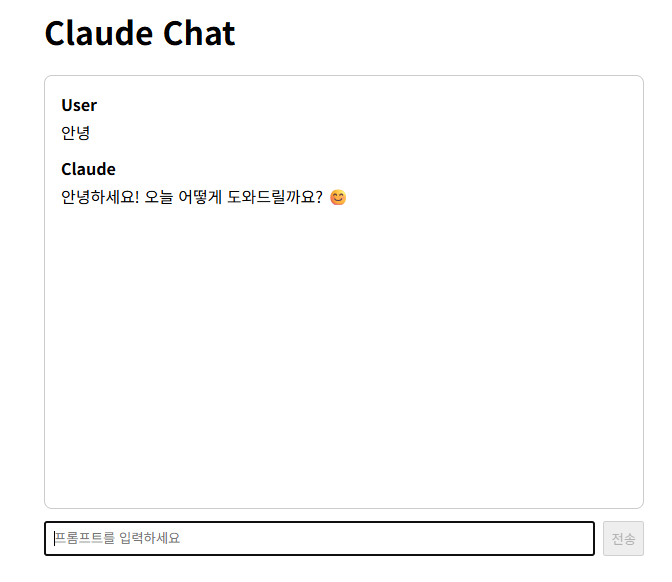 Claude Chat
User
안녕
Claude
안녕하세요! 오늘 어떻게 도와드릴까요? 😊
프롬프트를 입력하세요
전송